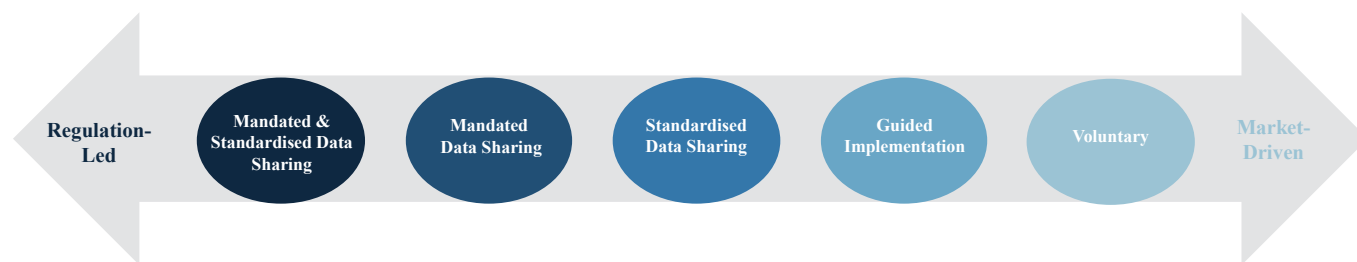 Regulation-
Led
Mandated &
Standardised Data
Sharing
Mandated
Data Sharing
Standardised
Data Sharing
Guided
Implementation
Voluntary
Market-
Driven